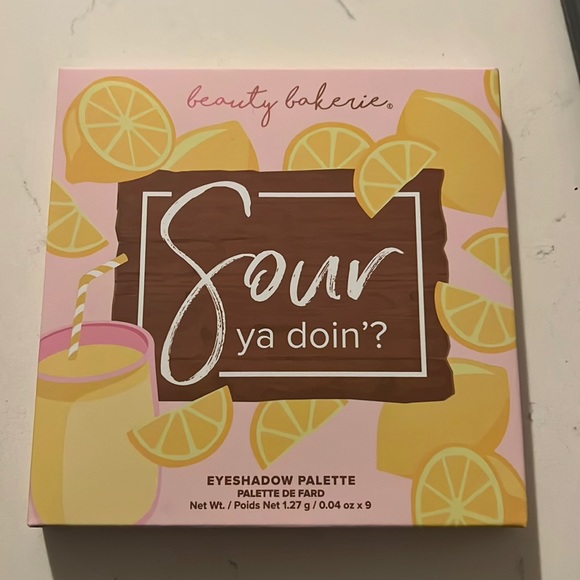 beauty bakerie®
Sour
ya doin'?
EYESHADOW PALETTE
PALETTE DE FARD
Net Wt. / Poids Net 1.27 g / 0.04 oz x 9